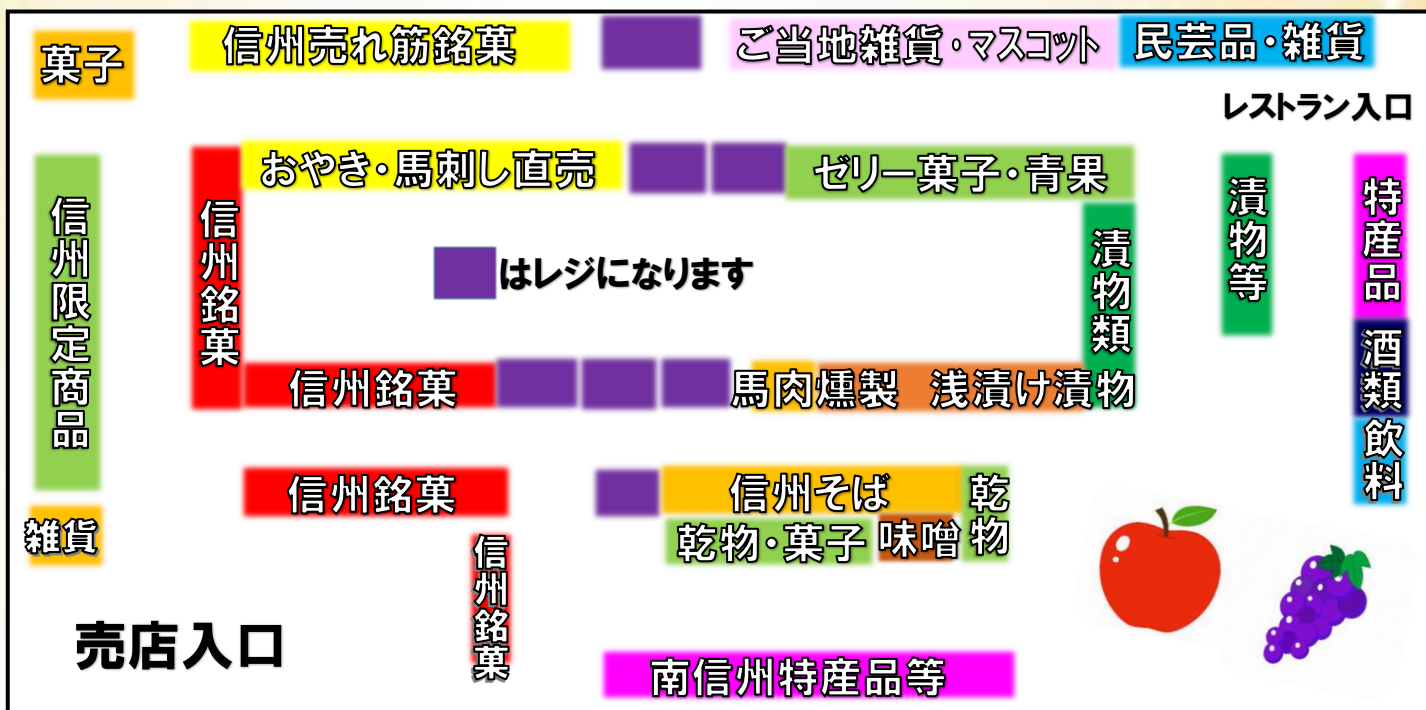 菓子
信州売れ筋銘菓
ご当地雑貨・マスコット
民芸品・雑貨
レストラン入口
おやき・馬刺し直売
ゼリー菓子・青果
信州限定商品
信州銘菓
漬物類
漬物等
特産品
はレジになります
酒類
信州銘菓
馬肉燻製
浅漬け漬物
飲料
信州銘菓
信州そば
乾物
雑貨
乾物・菓子
味噌
信州銘菓
売店入口
南信州特産品等